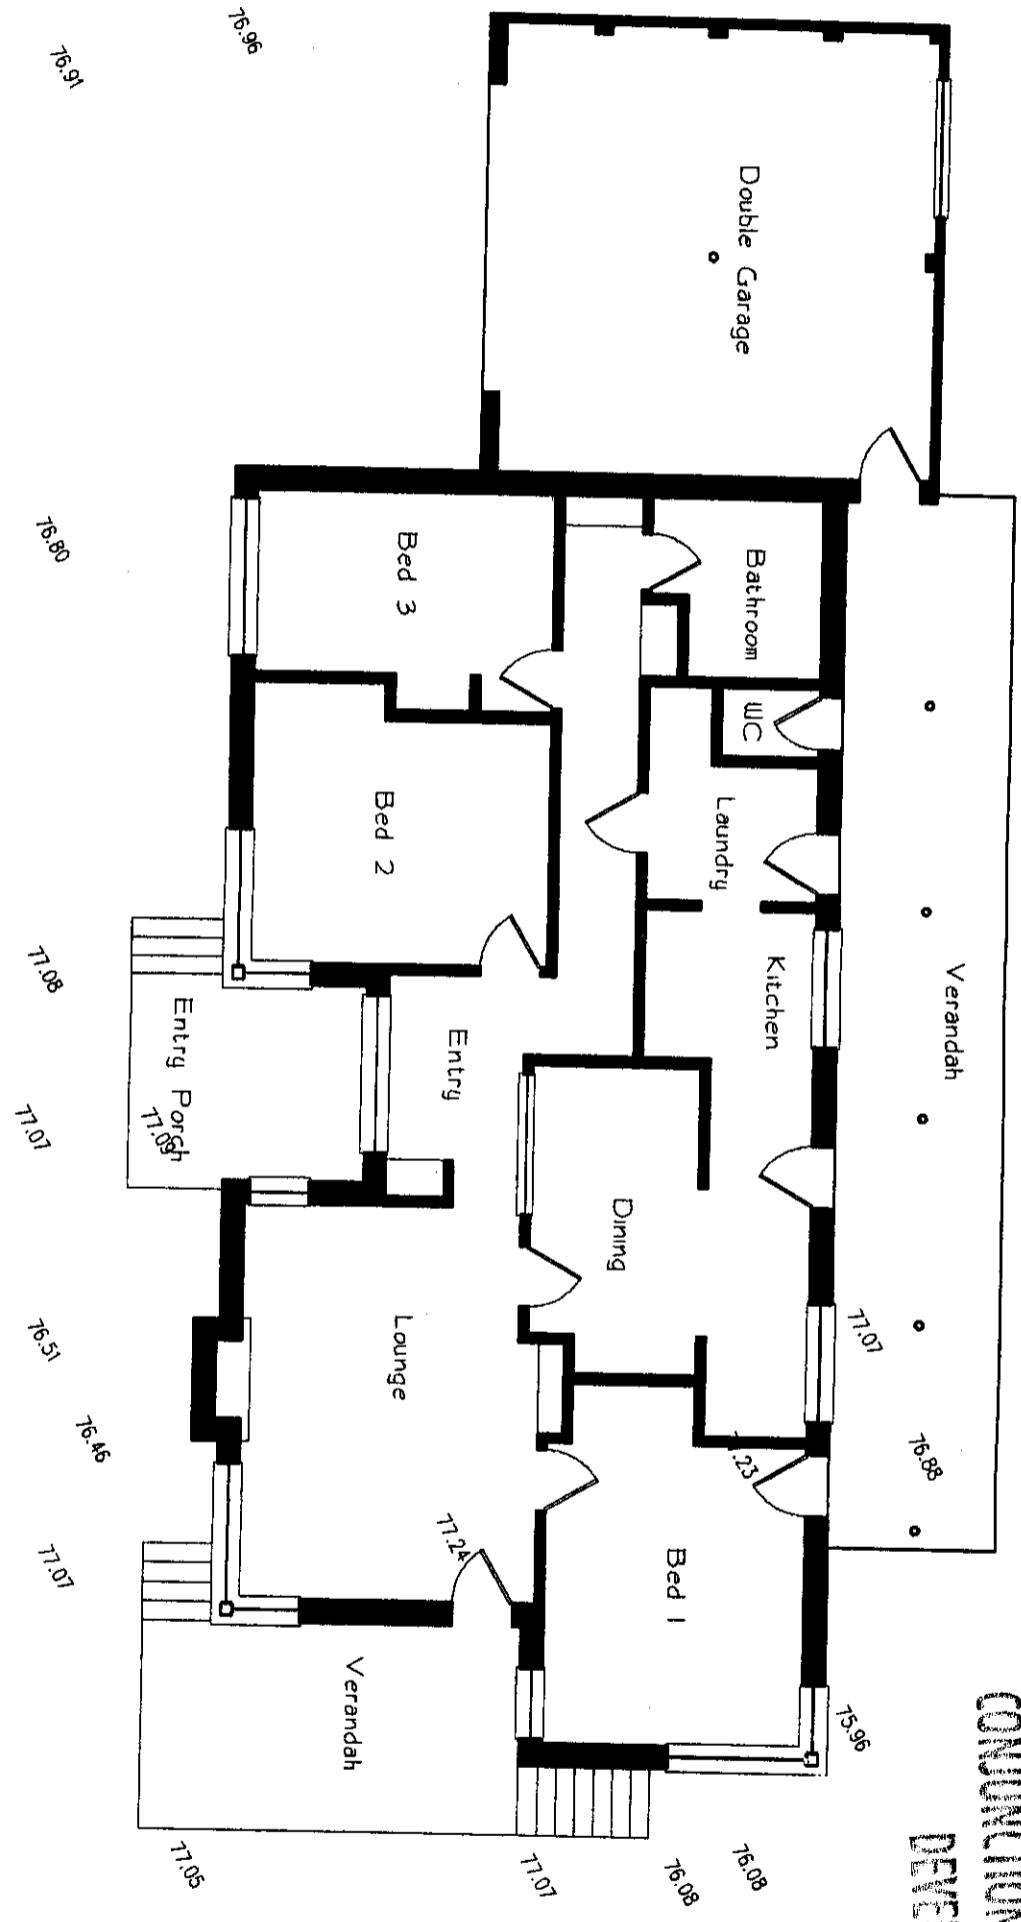 76.96
76.91
Double Garage
76.80
Bed 3
Bathroom
WC
Bed 2
Laundry
Kitchen
Verandah
77.08
Entry Porch
77.09
Entry
77.07
Dining
77.07
Lounge
76.51
76.46
76.88
77.24
77.07
Bed 1
Verandah
75.96
77.05
77.07
76.08
76.08